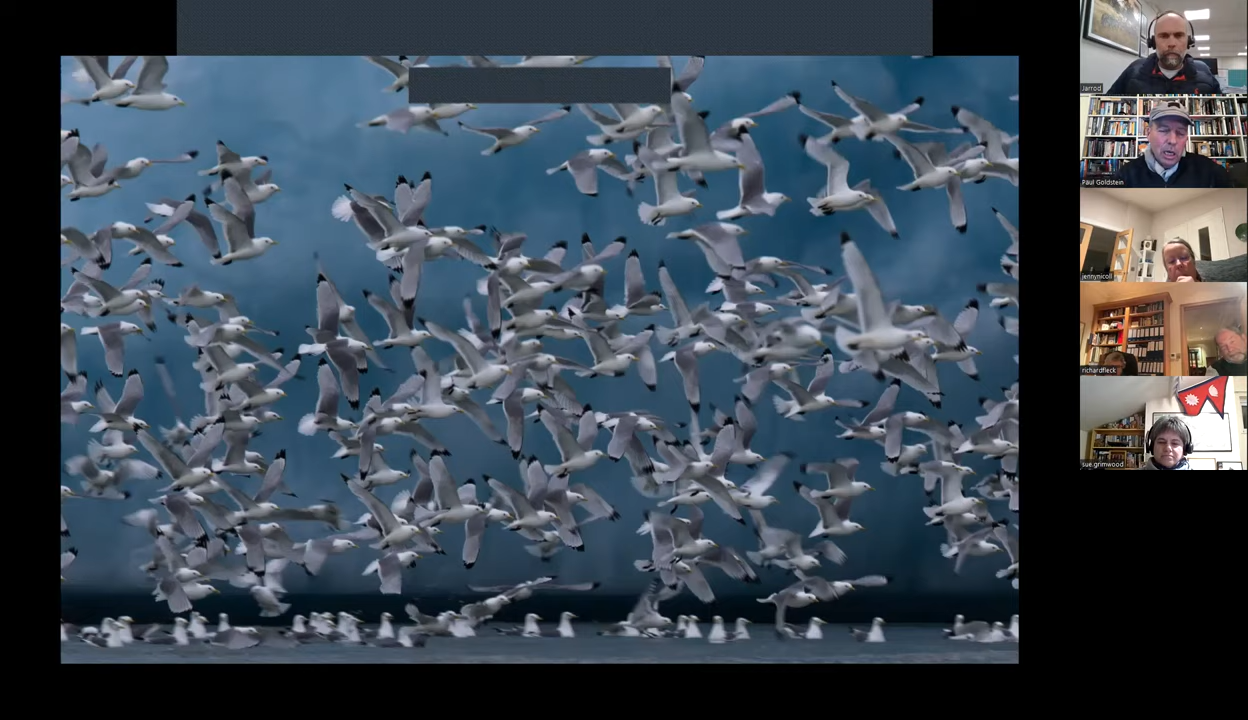 Jarrod
Paul Goldstein
jennynicoll
richardfleck
sue.grimwood